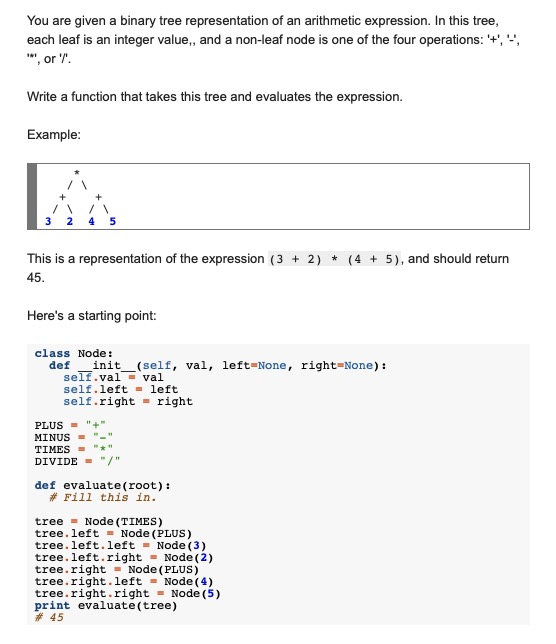 You are given a binary tree representation of an arithmetic expression. In this tree,
each leaf is an integer value,, and a non-leaf node is one of the four operations: '+', '-',
'*', or '/'.
Write a function that takes this tree and evaluates the expression.
Example:
*
/ \
+ +
/ \ / \
3 2 4 5
This is a representation of the expression (3 + 2) * (4 + 5), and should return
45.
Here's a starting point:
class Node:
  def __init__(self, val, left=None, right=None):
    self.val = val
    self.left = left
    self.right = right
PLUS = "+"
MINUS = "-"
TIMES = "*"
DIVIDE = "/"
def evaluate(root):
  # Fill this in.
tree = Node(TIMES)
tree.left = Node(PLUS)
tree.left.left = Node(3)
tree.left.right = Node(2)
tree.right = Node(PLUS)
tree.right.left = Node(4)
tree.right.right = Node(5)
print evaluate(tree)
# 45